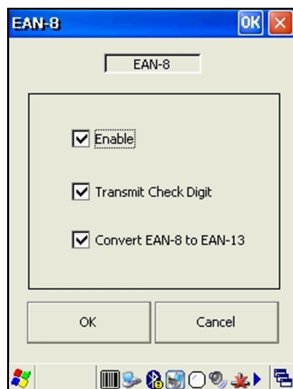 EAN-8 OK
EAN-8
Enable
Transmit Check Digit
Convert EAN-8 to EAN-13
OK Cancel